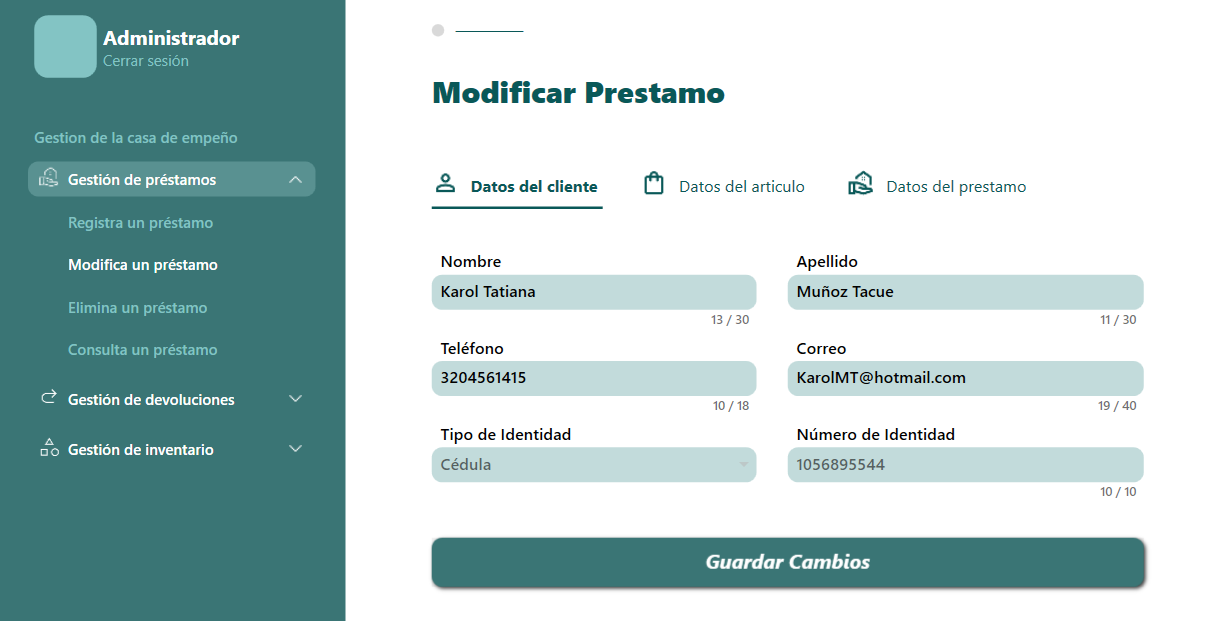 Administrador
Cerrar sesión
Gestion de la casa de empeño
Gestión de préstamos
Registra un préstamo
Modifica un préstamo
Elimina un préstamo
Consulta un préstamo
Gestión de devoluciones
Gestión de inventario
Modificar Prestamo
Datos del cliente Datos del articulo Datos del prestamo
Nombre Apellido
Karol Tatiana Muñoz Tacue
13 / 30 11 / 30
Teléfono Correo
3204561415 KarolMT@hotmail.com
10 / 18 19 / 40
Tipo de Identidad Número de Identidad
Cédula 1056895544
10 / 10
Guardar Cambios